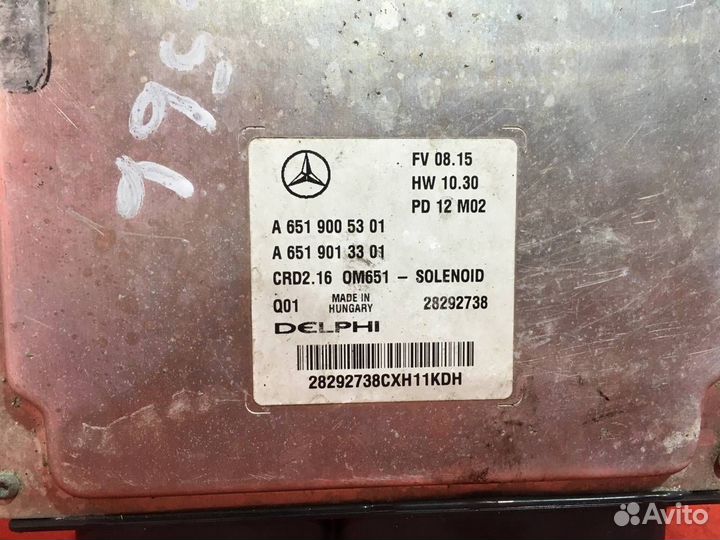 FV 08.15
HW 10.30
PD 12 M02
A 651 900 53 01
A 651 901 33 01
CRD2.16 OM651 – SOLENOID
Q01 MADE IN HUNGARY 28292738
DELPHI
28292738CXH11KDH
Avito